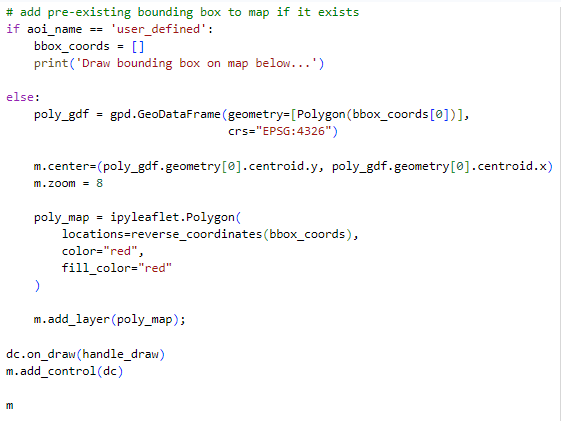 # add pre-existing bounding box to map if it exists
if aoi_name == 'user_defined':
    bbox_coords = []
    print('Draw bounding box on map below...')

else:
    poly_gdf = gpd.GeoDataFrame(geometry=[Polygon(bbox_coords[0])],
                                crs="EPSG:4326")

    m.center=(poly_gdf.geometry[0].centroid.y, poly_gdf.geometry[0].centroid.x)
    m.zoom = 8

    poly_map = ipyleaflet.Polygon(
        locations=reverse_coordinates(bbox_coords),
        color="red",
        fill_color="red"
    )

    m.add_layer(poly_map);

dc.on_draw(handle_draw)
m.add_control(dc)

m